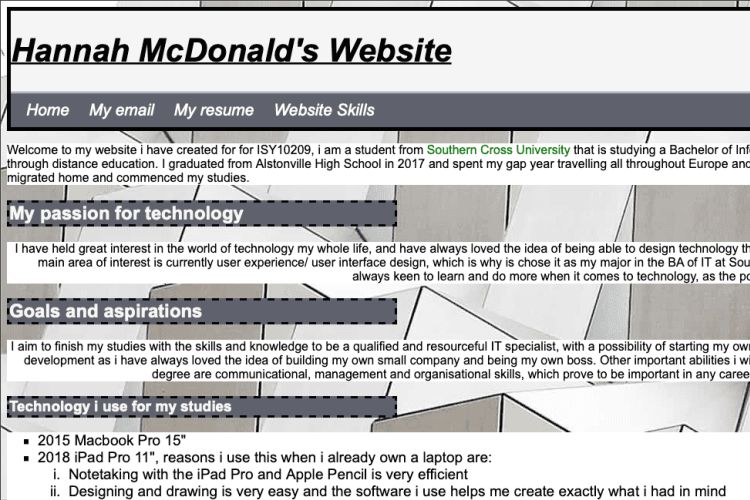 Hannah McDonald's Website
Home My email My resume Website Skills
Welcome to my website i have created for for ISY10209, i am a student from Southern Cross University that is studying a Bachelor of
through distance education. I graduated from Alstonville High School in 2017 and spent my gap year travelling all throughout Europe and
migrated home and commenced my studies.
My passion for technology
I have held great interest in the world of technology my whole life, and have always loved the idea of being able to design technology
main area of interest is currently user experience/ user interface design, which is why is chose it as my major in the BA of IT at
always keen to learn and do more when it comes to technology, as the
Goals and aspirations
I aim to finish my studies with the skills and knowledge to be a qualified and resourceful IT specialist, with a possibility of starting my own
development as i have always loved the idea of building my own small company and being my own boss. Other important abilities i
degree are communicational, management and organisational skills, which prove to be important in any
Technology i use for my studies
2015 Macbook Pro 15"
2018 iPad Pro 11", reasons i use this when i already own a laptop are:
i. Notetaking with the iPad Pro and Apple Pencil is very efficient
ii. Designing and drawing is very easy and the software i use helps me create exactly what i had in mind